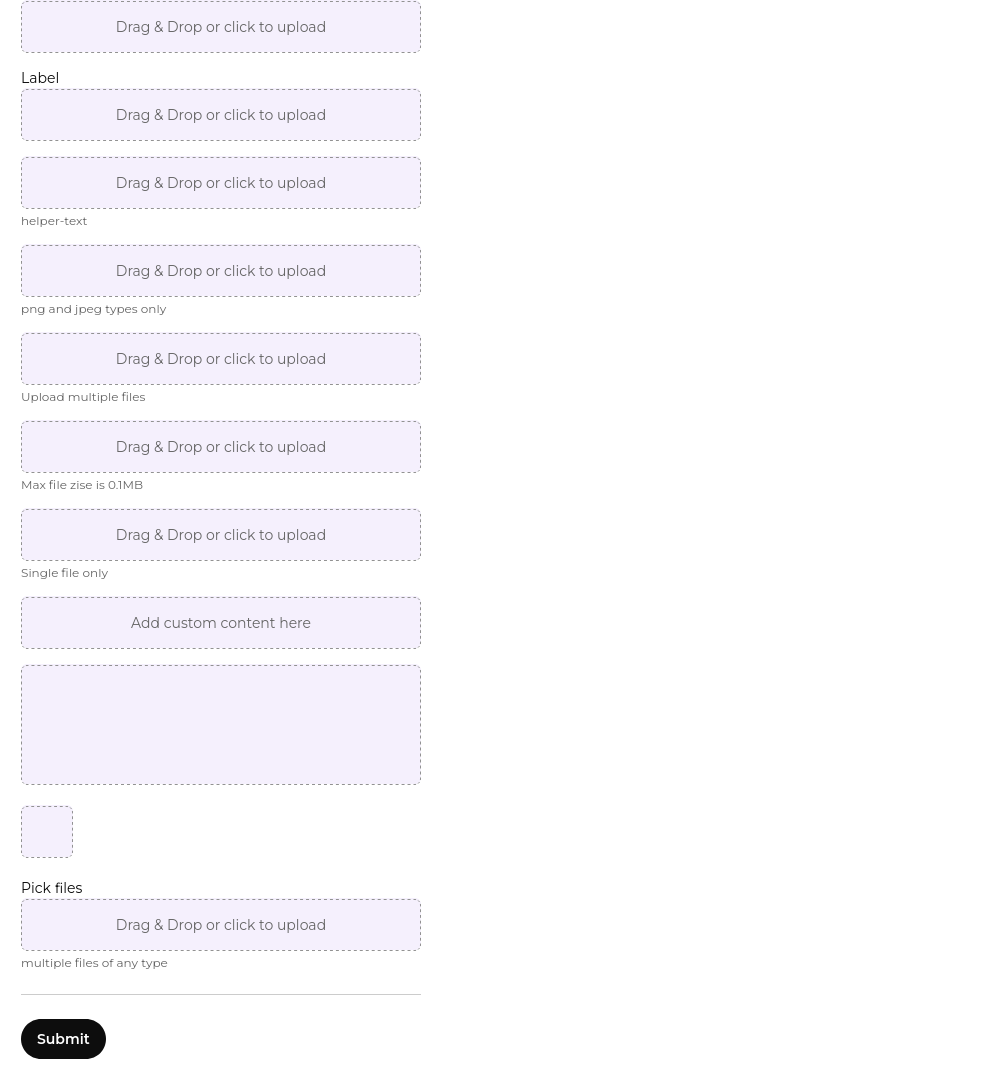 Drag & Drop or click to upload
Label
Drag & Drop or click to upload
Drag & Drop or click to upload
helper-text
Drag & Drop or click to upload
png and jpeg types only
Drag & Drop or click to upload
Upload multiple files
Drag & Drop or click to upload
Max file zise is 0.1MB
Drag & Drop or click to upload
Single file only
Add custom content here
Pick files
Drag & Drop or click to upload
multiple files of any type
Submit